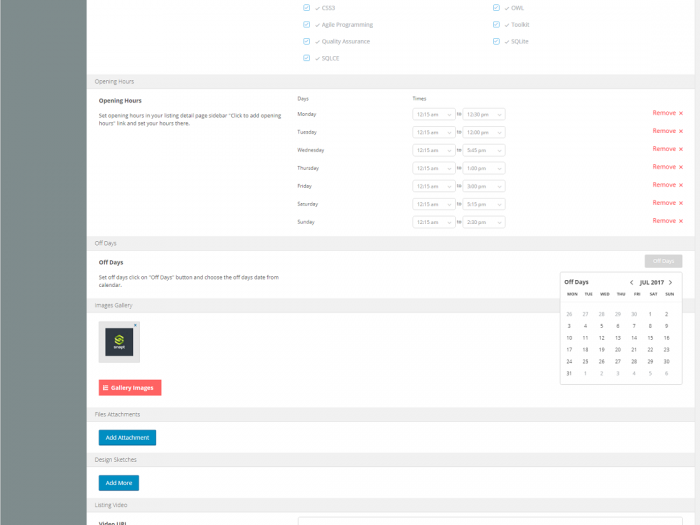 CSS3
OWL
Agile Programming
Toolkit
Quality Assurance
SQLite
SQLCE
Opening Hours
Opening Hours
Days
Times
Set opening hours in your listing detail page sidebar "Click to add opening
hours" link and set your hours there.
Monday 12:15 am to 12:30 pm Remove ×
Tuesday 12:15 am to 12:00 pm Remove ×
Wednesday 12:15 am to 5:45 pm Remove ×
Thursday 12:15 am to 1:00 pm Remove ×
Friday 12:15 am to 3:00 pm Remove ×
Saturday 12:15 am to 5:15 pm Remove ×
Sunday 12:15 am to 2:30 pm Remove ×
Off Days
Off Days
Off Days
Set off days click on "Off Days" button and choose the off days date from
calendar.
Off Days
JUL 2017
MON TUE WED THU FRI SAT SUN
26 27 28 29 30 1 2
3 4 5 6 7 8 9
10 11 12 13 14 15 16
17 18 19 20 21 22 23
24 25 26 27 28 29 30
31 1 2 3 4 5 6
Images Gallery
Gallery Images
Files Attachments
Add Attachment
Design Sketches
Add More
Listing Video
Video URL